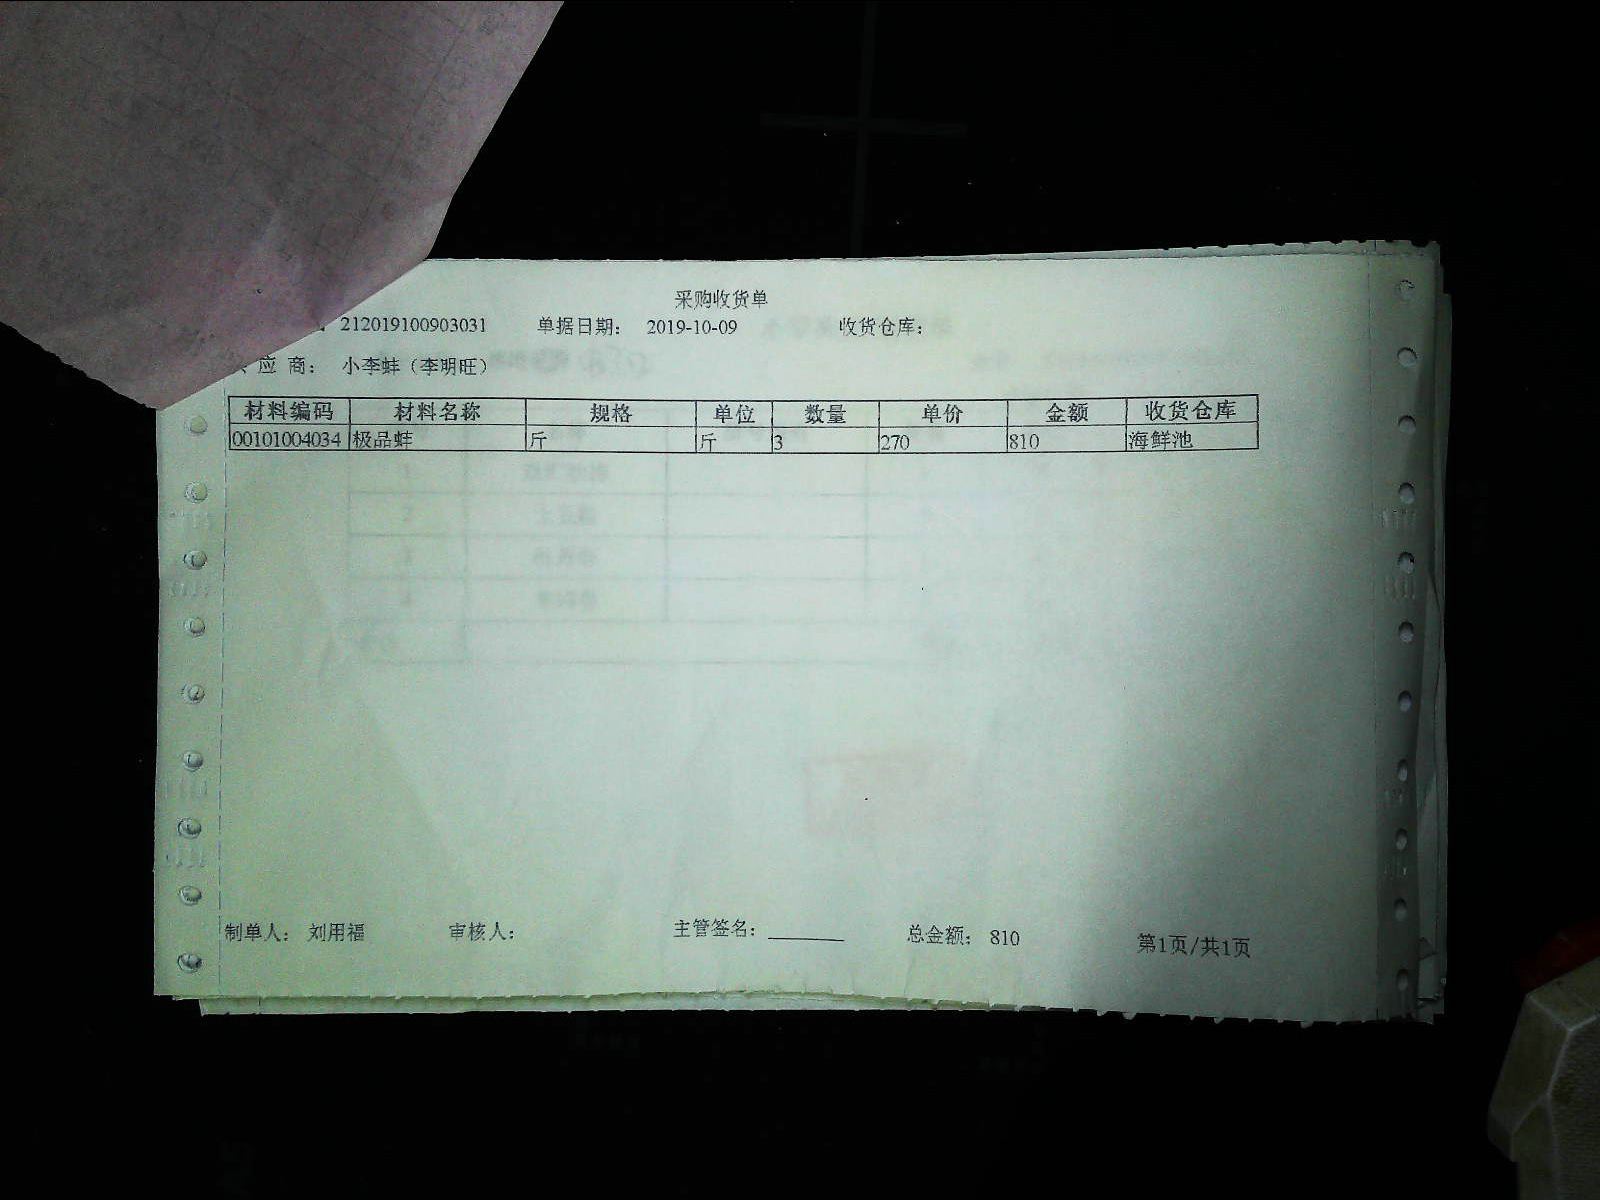 采购收货单
212019100903031 单据日期： 2019-10-09 收货仓库：
应 商： 小李蚌（李明旺）
材料编码 材料名称 规格 单位 数量 单价 金额 收货仓库
00101004034 极品蚌 斤 斤 3 270 810 海鲜池
制单人： 刘用福 审核人： 主管签名： 总金额： 810 第1页/共1页